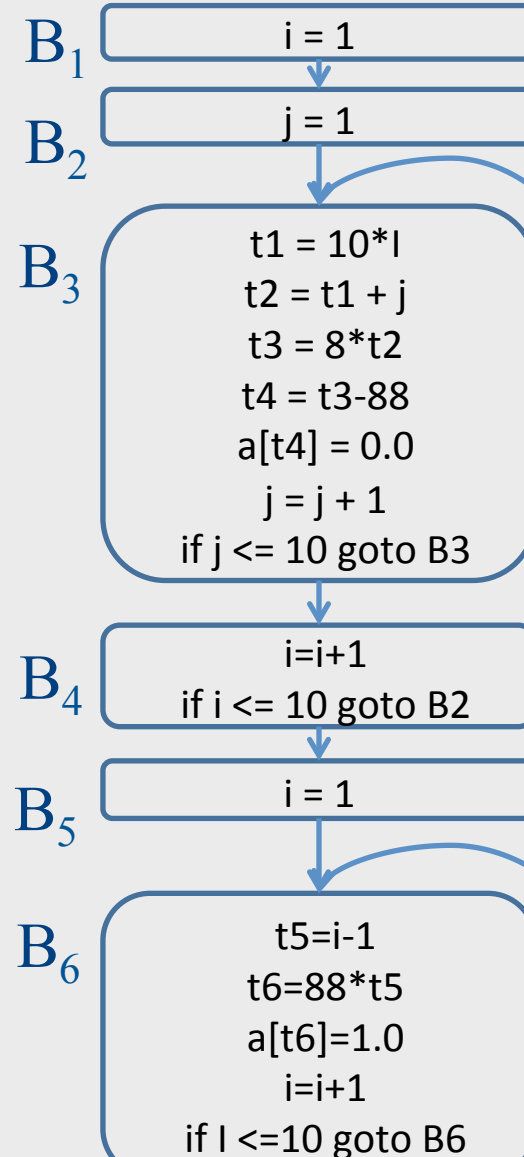 B1
i = 1
B2
j = 1
B3
t1 = 10*I
t2 = t1 + j
t3 = 8*t2
t4 = t3-88
a[t4] = 0.0
j = j + 1
if j <= 10 goto B3
B4
i=i+1
if i <= 10 goto B2
B5
i = 1
B6
t5=i-1
t6=88*t5
a[t6]=1.0
i=i+1
if I <=10 goto B6